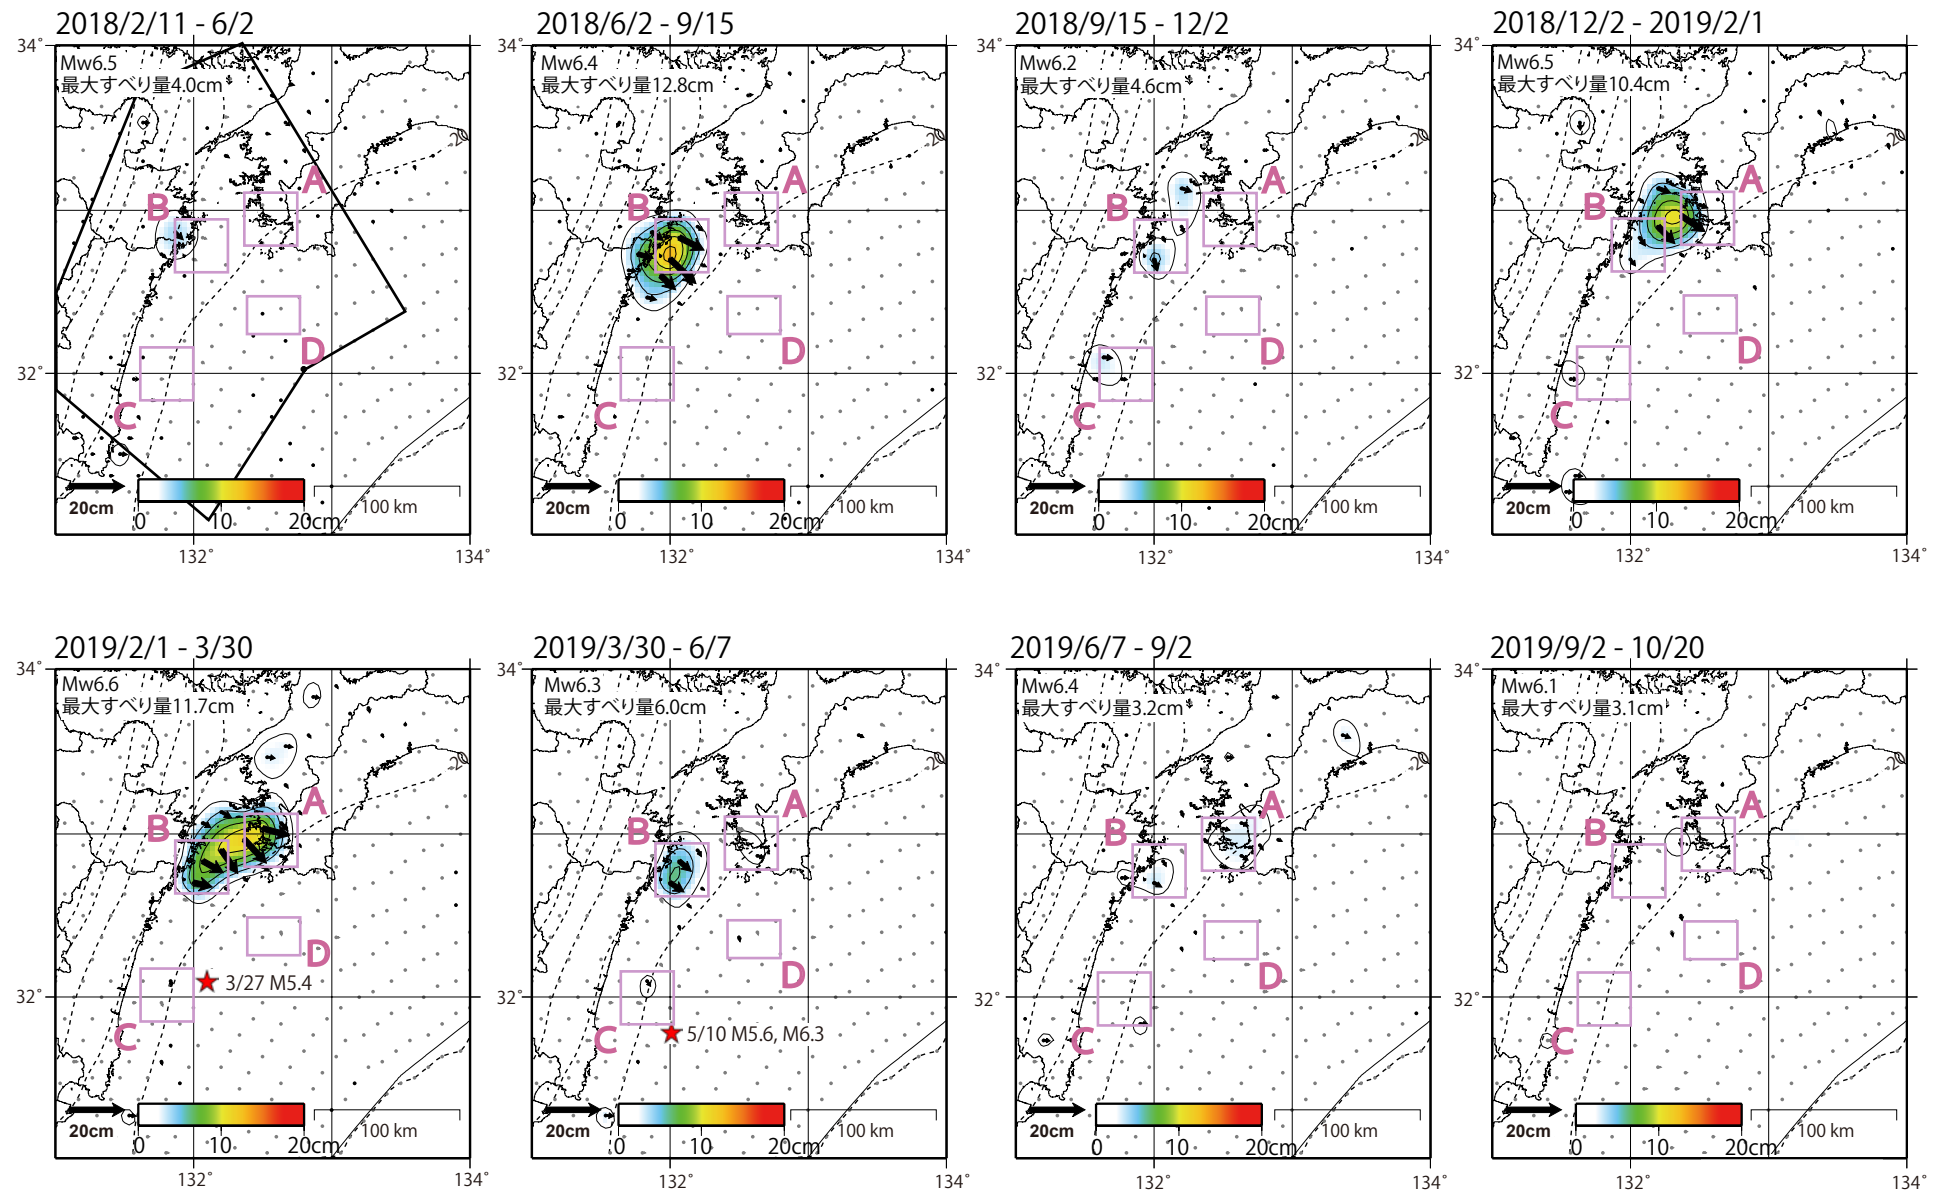 2018/2/11 - 6/2
34°
Mw6.5
最大すべり量4.0cm
20
A
B
D
32°
C
20cm
0
10
20cm
100 km
132°
134°
2018/6/2 - 9/15
34°
Mw6.4
最大すべり量12.8cm
20
A
B
D
32°
C
20cm
0
10
20cm
100 km
132°
134°
2018/9/15 - 12/2
34°
Mw6.2
最大すべり量4.6cm
20
A
B
D
32°
C
20cm
0
10
20cm
100 km
132°
134°
2018/12/2 - 2019/2/1
34°
Mw6.5
最大すべり量10.4cm
20
A
B
D
32°
C
20cm
0
10
20cm
100 km
132°
134°
2019/2/1 - 3/30
34°
Mw6.6
最大すべり量11.7cm
20
A
B
D
3/27 M5.4
32°
C
20cm
0
10
20cm
100 km
132°
134°
2019/3/30 - 6/7
34°
Mw6.3
最大すべり量6.0cm
20
A
B
D
32°
C
5/10 M5.6, M6.3
20cm
0
10
20cm
100 km
132°
134°
2019/6/7 - 9/2
34°
Mw6.4
最大すべり量3.2cm
20
A
B
D
32°
C
20cm
0
10
20cm
100 km
132°
134°
2019/9/2 - 10/20
34°
Mw6.1
最大すべり量3.1cm
20
A
B
D
32°
C
20cm
0
10
20cm
100 km
132°
134°